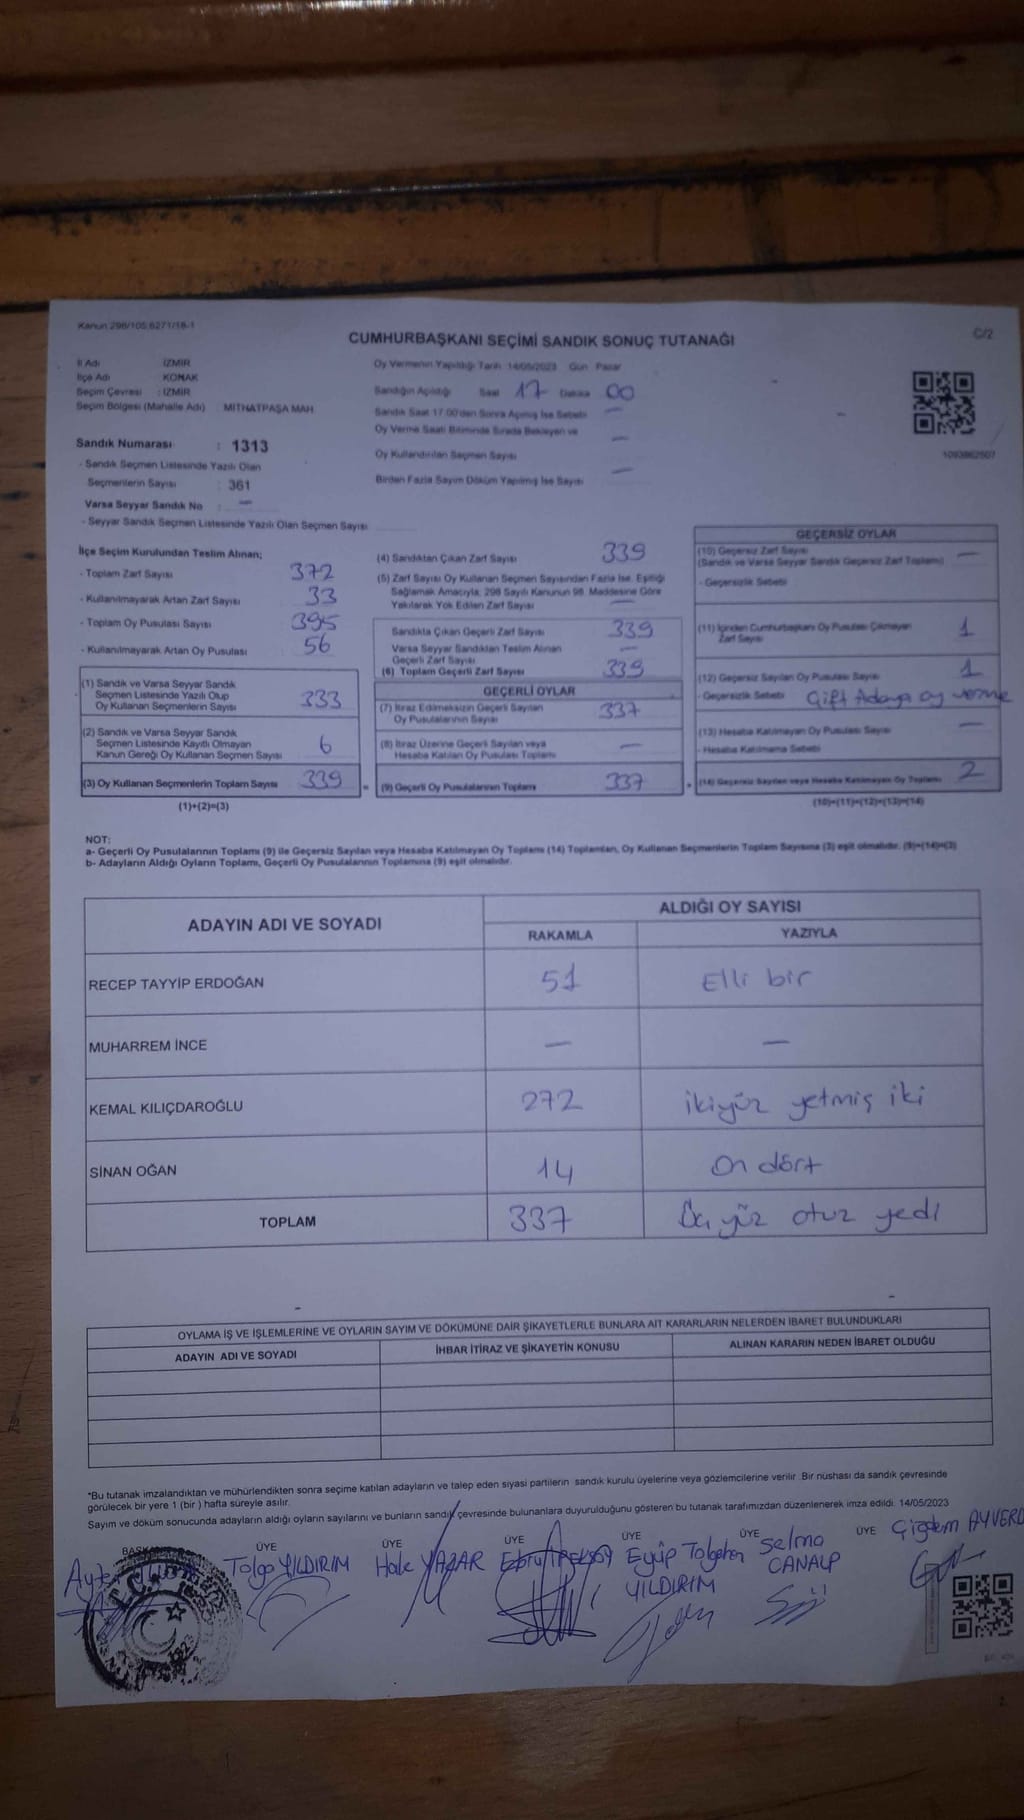 Kanun 298/105,6271/18-1
C/2
CUMHURBAŞKANI SEÇİMİ SANDIK SONUÇ TUTANAĞI
İl Adı : İZMİR
İlçe Adı : KONAK
Seçim Çevresi : İZMİR
Seçim Bölgesi (Mahalle Adı) : MİTHATPAŞA MAH.
Oy Vermenin Yapıldığı Tarih 14/05/2023 Gün Pazar
Sandığın Açıldığı Saat 17 Dakika 00
Sandık Saat 17:00'den Sonra Açılmış İse Sebebi —
Oy Verme Saati Bitiminde Sırada Bekleyen ve
Oy Kullandırılan Seçmen Sayısı —
Birden Fazla Sayım Döküm Yapılmış İse Sayısı —
1093862507
Sandık Numarası : 1313
- Sandık Seçmen Listesinde Yazılı Olan
Seçmenlerin Sayısı : 361
Varsa Seyyar Sandık No : —
- Seyyar Sandık Seçmen Listesinde Yazılı Olan Seçmen Sayısı
İlçe Seçim Kurulundan Teslim Alınan;
- Toplam Zarf Sayısı 372
- Kullanılmayarak Artan Zarf Sayısı 33
- Toplam Oy Pusulası Sayısı 395
- Kullanılmayarak Artan Oy Pusulası 56
(1) Sandık ve Varsa Seyyar Sandık
Seçmen Listesinde Yazılı Olup
Oy Kullanan Seçmenlerin Sayısı 333
(2) Sandık ve Varsa Seyyar Sandık
Seçmen Listesinde Kayıtlı Olmayan
Kanun Gereği Oy Kullanan Seçmen Sayısı 6
(3) Oy Kullanan Seçmenlerin Toplam Sayısı 339
(1)+(2)=(3)
(4) Sandıktan Çıkan Zarf Sayısı 339
(5) Zarf Sayısı Oy Kullanan Seçmen Sayısından Fazla İse, Eşitliği
Sağlamak Amacıyla, 298 Sayılı Kanunun 98. Maddesine Göre
Yakılarak Yok Edilen Zarf Sayısı —
Sandıkta Çıkan Geçerli Zarf Sayısı 339
Varsa Seyyar Sandıktan Teslim Alınan
Geçerli Zarf Sayısı —
(6) Toplam Geçerli Zarf Sayısı 339
GEÇERLİ OYLAR
(7) İtiraz Edilmeksizin Geçerli Sayılan
Oy Pusulalarının Sayısı 337
(8) İtiraz Üzerine Geçerli Sayılan veya
Hesaba Katılan Oy Pusulası Toplamı —
= (9) Geçerli Oy Pusulalarının Toplamı 337
GEÇERSİZ OYLAR
(10) Geçersiz Zarf Sayısı —
(Sandık ve Varsa Seyyar Sandık Geçersiz Zarf Toplamı)
- Geçersizlik Sebebi
(11) İçinden Cumhurbaşkanı Oy Pusulası Çıkmayan
Zarf Sayısı 1
(12) Geçersiz Sayılan Oy Pusulası Sayısı 1
- Geçersizlik Sebebi Çift Adaya oy verme
(13) Hesaba Katılmayan Oy Pusulası Sayısı —
- Hesaba Katılmama Sebebi
+ (14) Geçersiz Sayılan veya Hesaba Katılmayan Oy Toplamı 2
(10)+(11)+(12)+(13)=(14)
NOT:
a- Geçerli Oy Pusulalarının Toplamı (9) ile Geçersiz Sayılan veya Hesaba Katılmayan Oy Toplamı (14) Toplamları, Oy Kullanan Seçmenlerin Toplam Sayısına (3) eşit olmalıdır. (9)+(14)=(3)
b- Adayların Aldığı Oyların Toplamı, Geçerli Oy Pusulalarının Toplamına (9) eşit olmalıdır.
ADAYIN ADI VE SOYADI ALDIĞI OY SAYISI
RAKAMLA YAZIYLA
RECEP TAYYİP ERDOĞAN 51 Elli bir
MUHARREM İNCE — —
KEMAL KILIÇDAROĞLU 272 ikiyüz yetmiş iki
SİNAN OĞAN 14 On dört
TOPLAM 337 Üçyüz otuz yedi
OYLAMA İŞ VE İŞLEMLERİNE VE OYLARIN SAYIM VE DÖKÜMÜNE DAİR ŞİKAYETLERLE BUNLARA AİT KARARLARIN NELERDEN İBARET BULUNDUKLARI
ADAYIN ADI VE SOYADI İHBAR İTİRAZ VE ŞİKAYETİN KONUSU ALINAN KARARIN NEDEN İBARET OLDUĞU
*Bu tutanak imzalandıktan ve mühürlendikten sonra seçime katılan adayların ve talep eden siyasi partilerin sandık kurulu üyelerine veya gözlemcilerine verilir. Bir nüshası da sandık çevresinde
görülecek bir yere 1 (bir ) hafta süreyle asılır.
Sayım ve döküm sonucunda adayların aldığı oyların sayılarını ve bunların sandık çevresinde bulunanlara duyurulduğunu gösteren bu tutanak tarafımızdan düzenlenerek imza edildi. 14/05/2023
ÜYE ÜYE ÜYE ÜYE ÜYE ÜYE
Tolga YILDIRIM
Hale YAZAR
Eyüp Tolgahan
YILDIRIM
Selma
CANALP
Çiğdem AYVERD